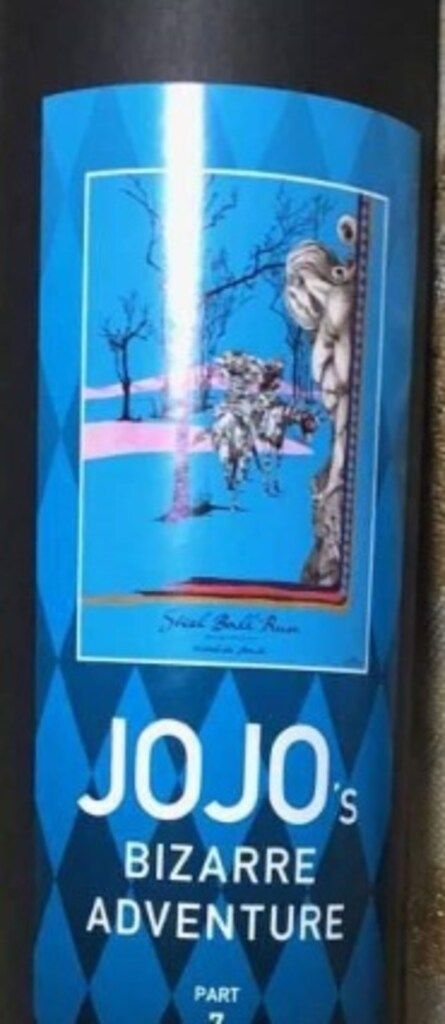 Steel Ball Run
JOJO's
BIZARRE
ADVENTURE
PART
7